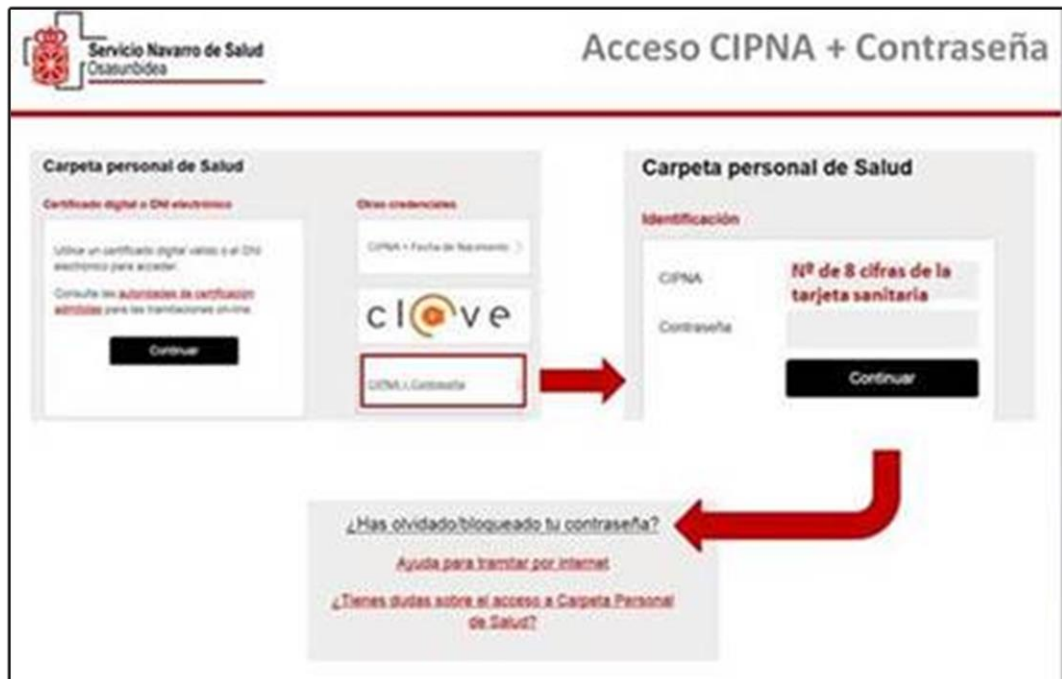 Servicio Navarro de Salud
Osasunbidea
Acceso CIPNA + Contraseña
Carpeta personal de Salud
Certificado digital o DNI electrónico
Utilice un certificado digital válido o el DNI
electrónico para acceder.
Consulte las autoridades de certificación
admitidas para las tramitaciones on-line.
Continuar
Otras credenciales
CIPNA + Fecha de Nacimiento
cl@ve
CIPNA + Contraseña
Carpeta personal de Salud
Identificación
CIPNA
Nº de 8 cifras de la
tarjeta sanitaria
Contraseña
Continuar
¿Has olvidado/bloqueado tu contraseña?
Ayuda para tramitar por internet
¿Tienes dudas sobre el acceso a Carpeta Personal
de Salud?